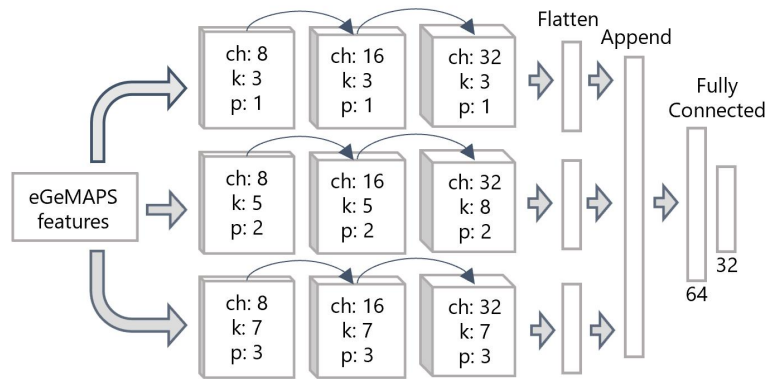 Flatten
Append
Fully
Connected
ch: 8
k: 3
p: 1
ch: 16
k: 3
p: 1
ch: 32
k: 3
p: 1
eGeMAPS
features
ch: 8
k: 5
p: 2
ch: 16
k: 5
p: 2
ch: 32
k: 8
p: 2
ch: 8
k: 7
p: 3
ch: 16
k: 7
p: 3
ch: 32
k: 7
p: 3
64
32